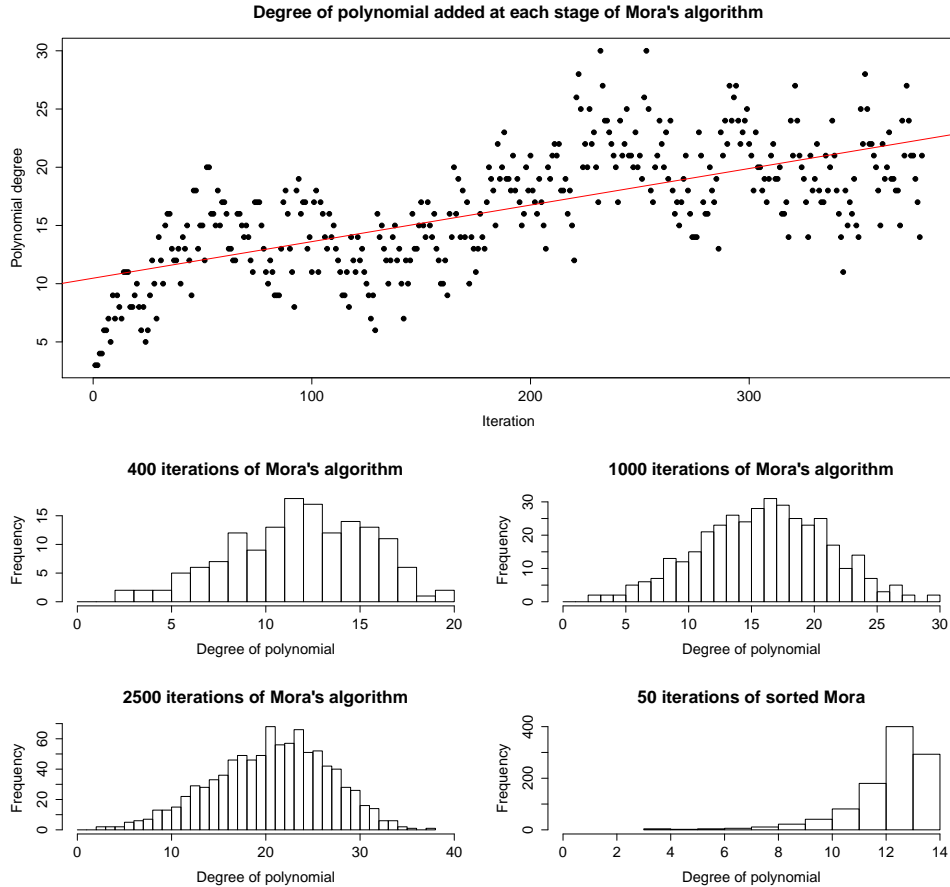 Degree of polynomial added at each stage of Mora's algorithm
30
25
20
15
10
5
Polynomial degree
0 100 200 300
Iteration
400 iterations of Mora's algorithm
15
10
5
0
Frequency
0 5 10 15 20
Degree of polynomial
1000 iterations of Mora's algorithm
30
20
10
0
Frequency
0 5 10 15 20 25 30
Degree of polynomial
2500 iterations of Mora's algorithm
60
40
20
0
Frequency
0 10 20 30 40
Degree of polynomial
50 iterations of sorted Mora
400
200
0
Frequency
0 2 4 6 8 10 12 14
Degree of polynomial